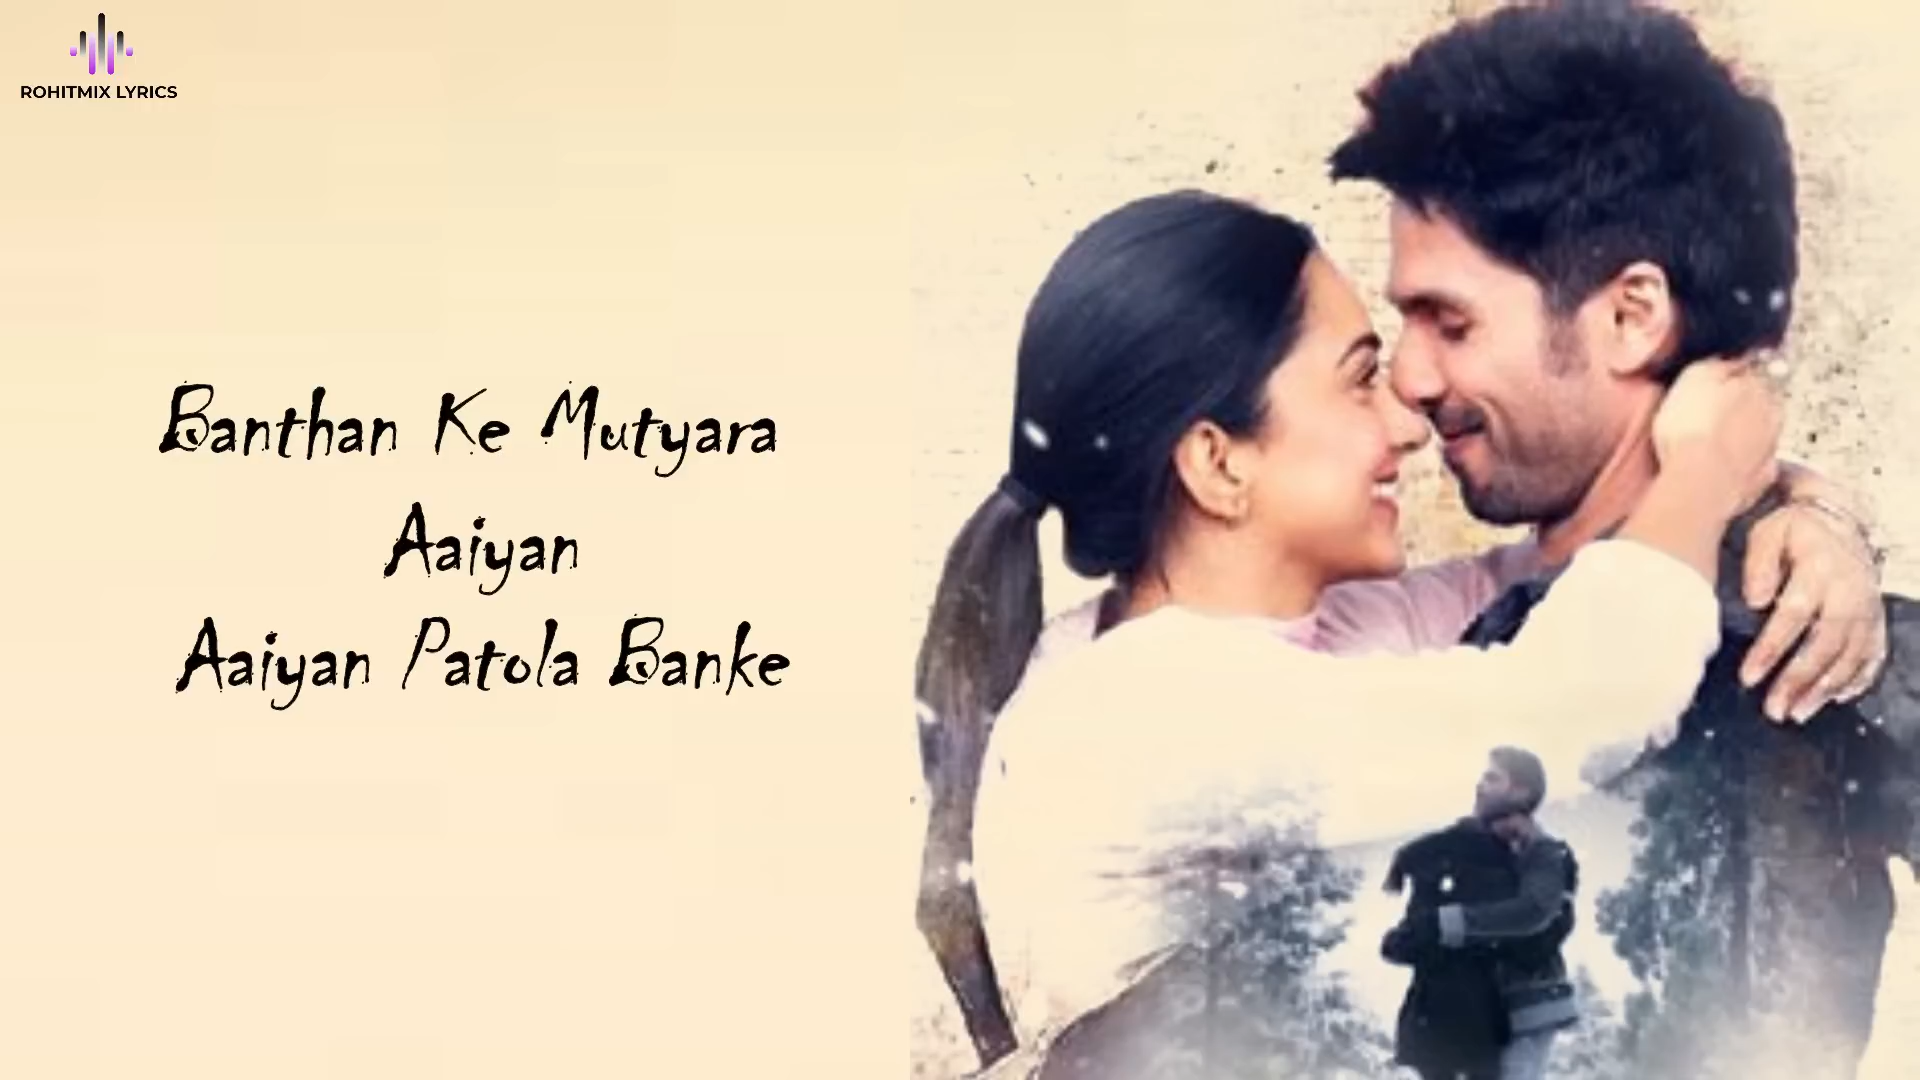 ROHITMIX LYRICS
Banthan Ke Mutyara
Aaiyan
Aaiyan Patola Banke